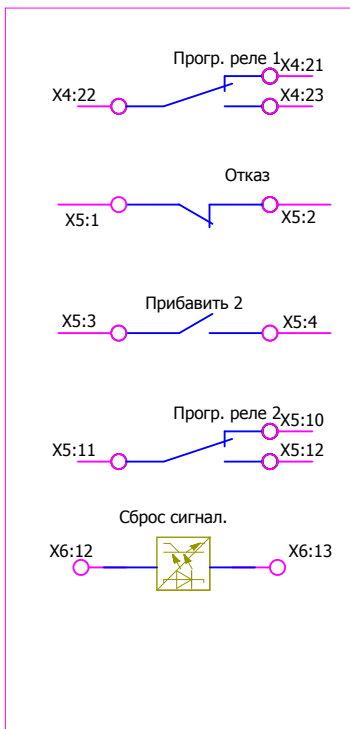 Прогр. реле 1
X4:21
X4:22
X4:23
Отказ
X5:1
X5:2
Прибавить 2
X5:3
X5:4
Прогр. реле 2
X5:10
X5:11
X5:12
Сброс сигнал.
X6:12
X6:13